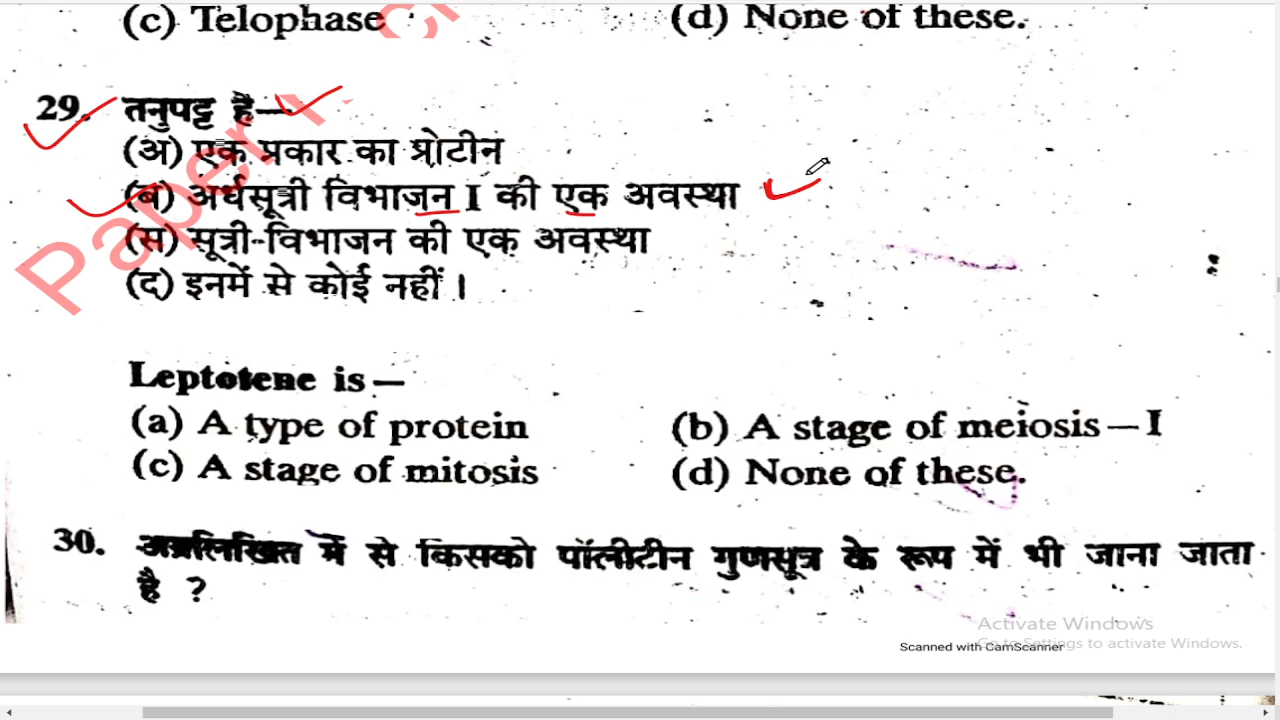 (c) Telophase (d) None of these.
29. तनुपट्ट है—
(अ) एक प्रकार का प्रोटीन
(ब) अर्धसूत्री विभाजन I की एक अवस्था
(स) सूत्री-विभाजन की एक अवस्था
(द) इनमें से कोई नहीं।
Leptotene is—
(a) A type of protein (b) A stage of meiosis—I
(c) A stage of mitosis (d) None of these.
30. अग्रलिखित में से किसको पॉलीटीन गुणसूत्र के रूप में भी जाना जाता
है ?
Activate Windows
Go to Settings to activate Windows.
Scanned with CamScanner
Paper